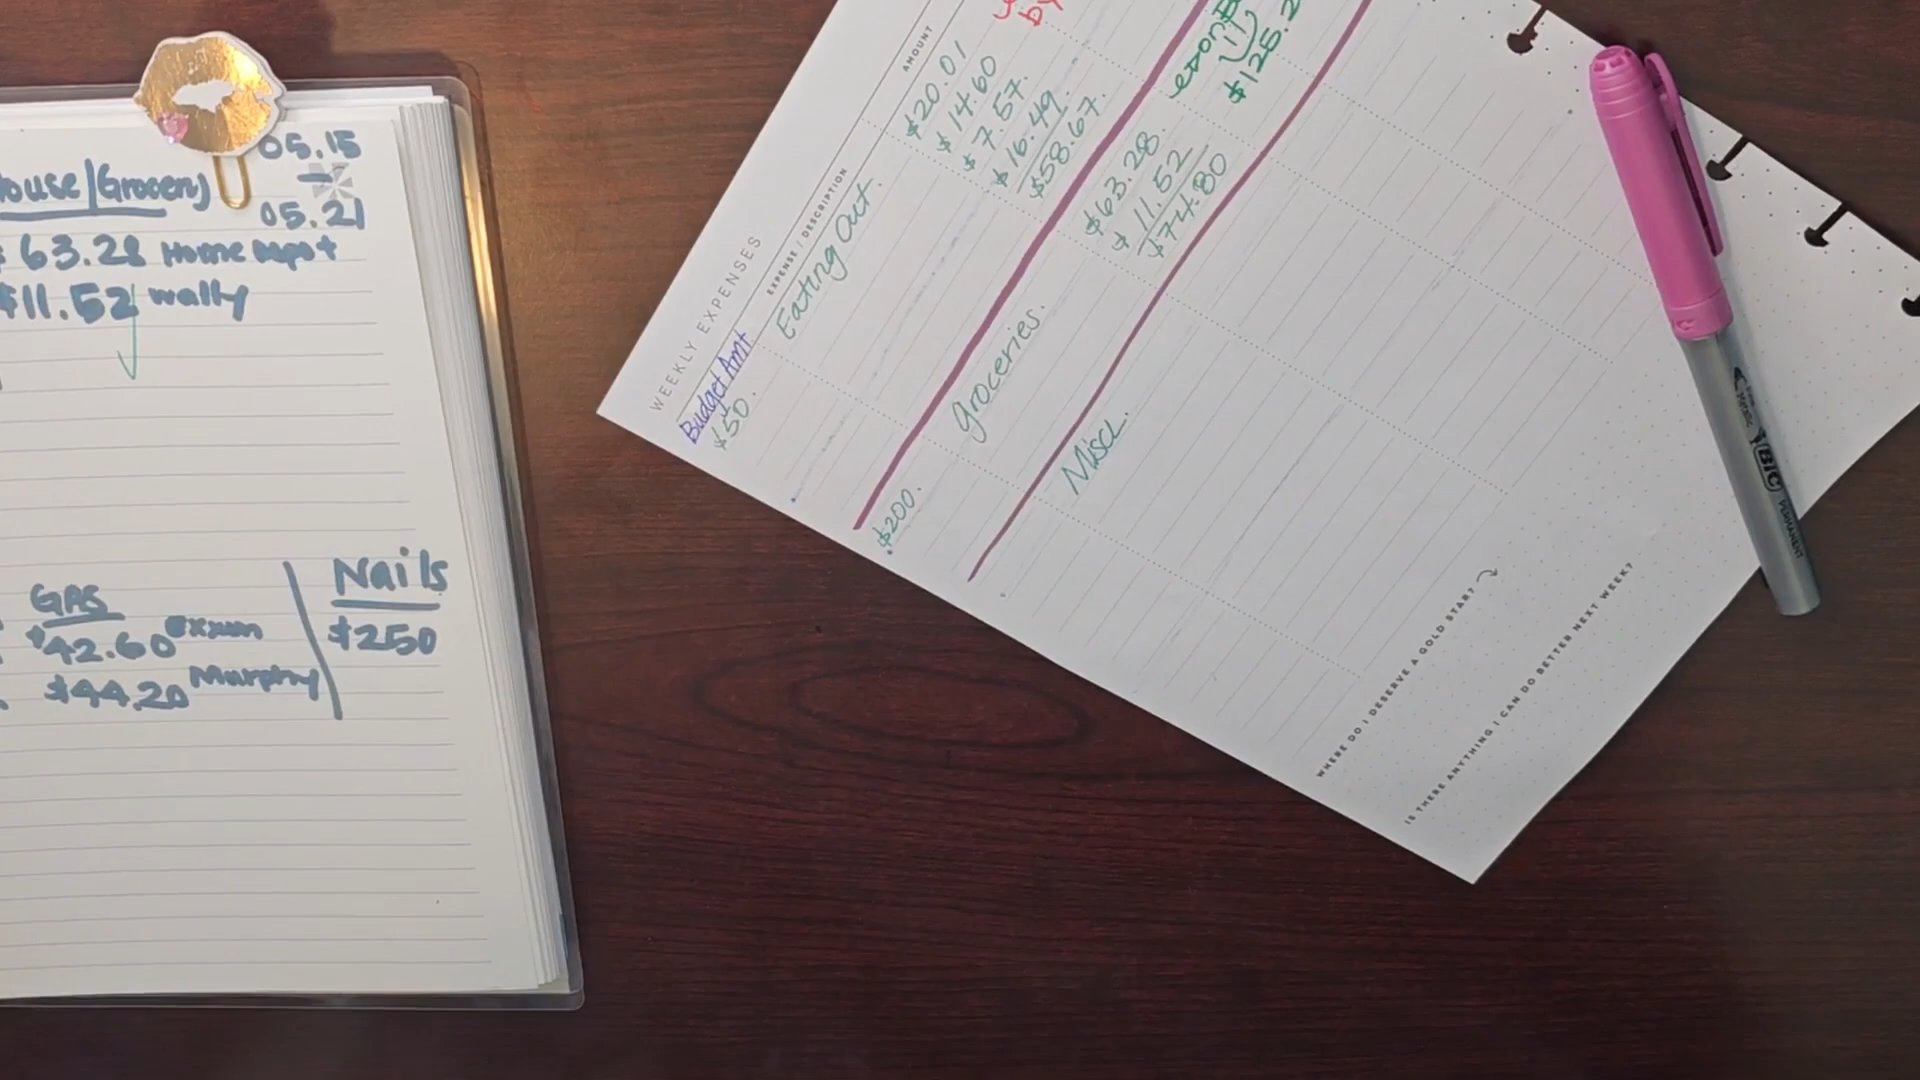 05.15
-
05.21
House/Grocery
$63.28 Home Depot
$11.52 wally
GAS
$42.60 exxon
$44.20 Murphy
Nails
$250
WEEKLY EXPENSES
EXPENSE / DESCRIPTION
AMOUNT
Budget Amt
$50.
Eating Out.
$20.01
$14.60
$7.57.
$16.49.
$58.67.
by
$200.
groceries.
$63.28.
$11.52
$74.80
$125.2
Miscl.
WHERE DO I DESERVE A GOLD STAR?
IS THERE ANYTHING I CAN DO BETTER NEXT WEEK?
BIC
PERMANENT